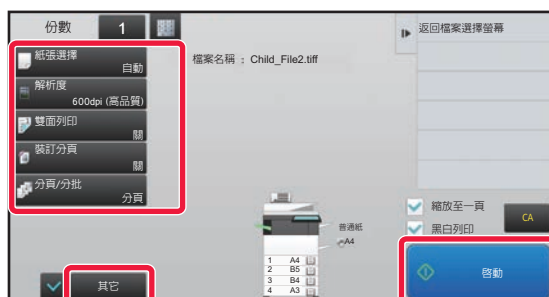 份數
1
返回檔案選擇螢幕
紙張選擇
自動
檔案名稱 : Child_File2.tiff
解析度
600dpi (高品質)
雙面列印
關
裝訂分頁
關
分頁/分批
分頁
普通紙
A4
1 A4
2 B5
3 B4
4 A3
縮放至一頁
黑白列印
CA
其它
啓動